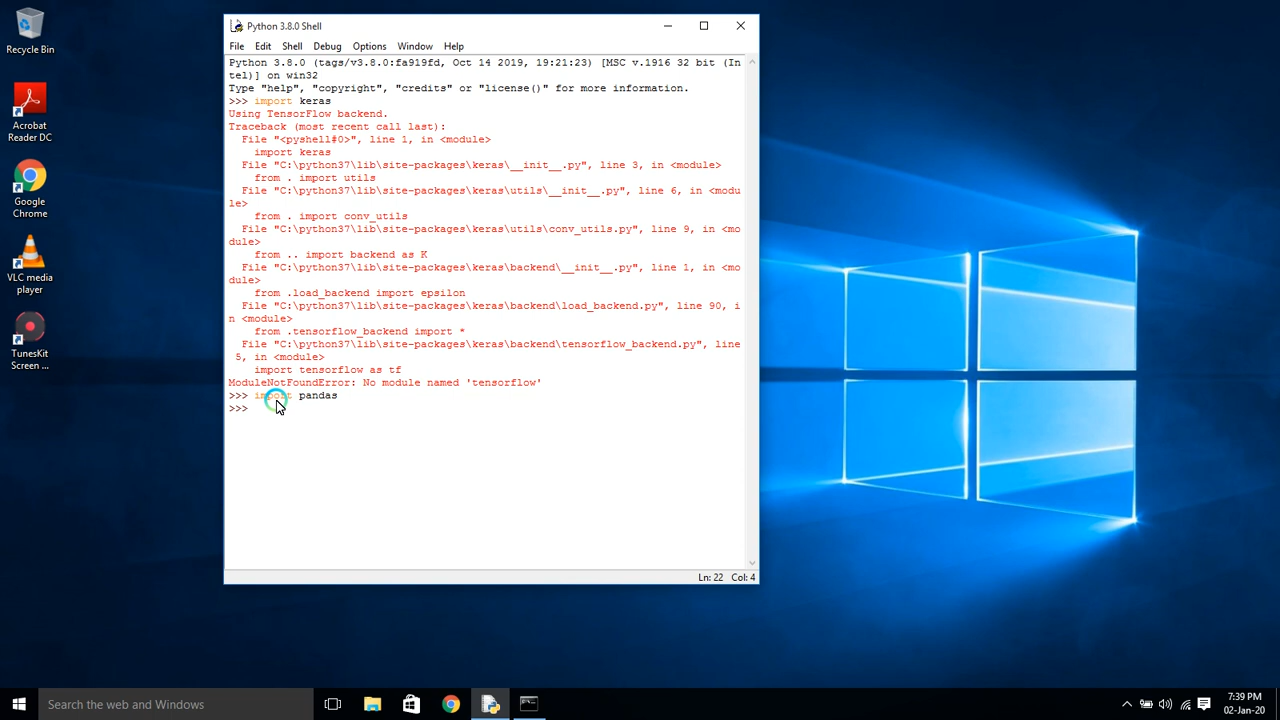 Recycle Bin
Acrobat
Reader DC
Google
Chrome
VLC media
player
TunesKit
Screen ...
Python 3.8.0 Shell
File Edit Shell Debug Options Window Help
Python 3.8.0 (tags/v3.8.0:fa919fd, Oct 14 2019, 19:21:23) [MSC v.1916 32 bit (In
tel)] on win32
Type "help", "copyright", "credits" or "license()" for more information.
>>> import keras
Using TensorFlow backend.
Traceback (most recent call last):
  File "<pyshell#0>", line 1, in <module>
    import keras
  File "C:\python37\lib\site-packages\keras\__init__.py", line 3, in <module>
    from . import utils
  File "C:\python37\lib\site-packages\keras\utils\__init__.py", line 6, in <modu
le>
    from . import conv_utils
  File "C:\python37\lib\site-packages\keras\utils\conv_utils.py", line 9, in <mo
dule>
    from .. import backend as K
  File "C:\python37\lib\site-packages\keras\backend\__init__.py", line 1, in <mo
dule>
    from .load_backend import epsilon
  File "C:\python37\lib\site-packages\keras\backend\load_backend.py", line 90, i
n <module>
    from .tensorflow_backend import *
  File "C:\python37\lib\site-packages\keras\backend\tensorflow_backend.py", line
 5, in <module>
    import tensorflow as tf
ModuleNotFoundError: No module named 'tensorflow'
>>> import pandas
>>>
Ln: 22 Col: 4
Search the web and Windows
7:39 PM
02-Jan-20